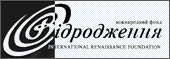 міжнародний фонд
Відродження
INTERNATIONAL RENAISSANCE FOUNDATION